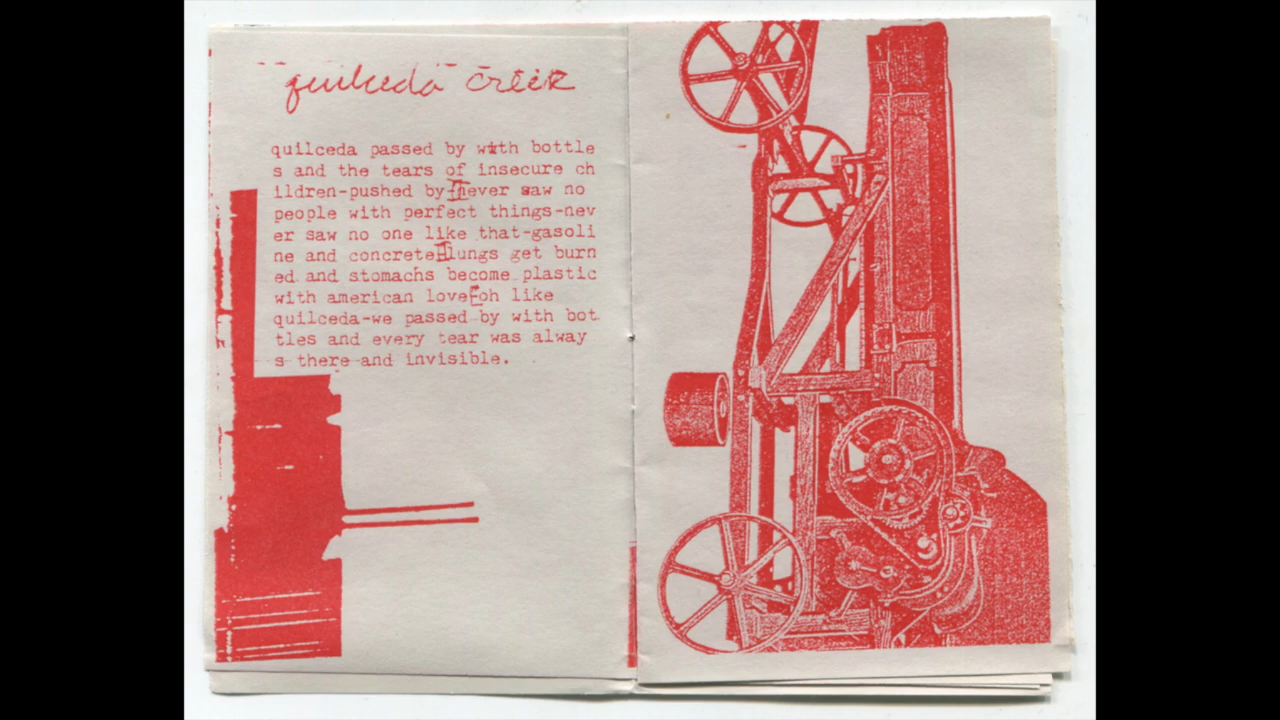 quilceda creek
quilceda passed by with bottle
s and the tears of insecure ch
ildren-pushed by never saw no
people with perfect things-nev
er saw no one like that-gasoli
ne and concrete lungs get burn
ed and stomachs become plastic
with american love oh like
quilceda-we passed by with bot
tles and every tear was alway
s there and invisible.